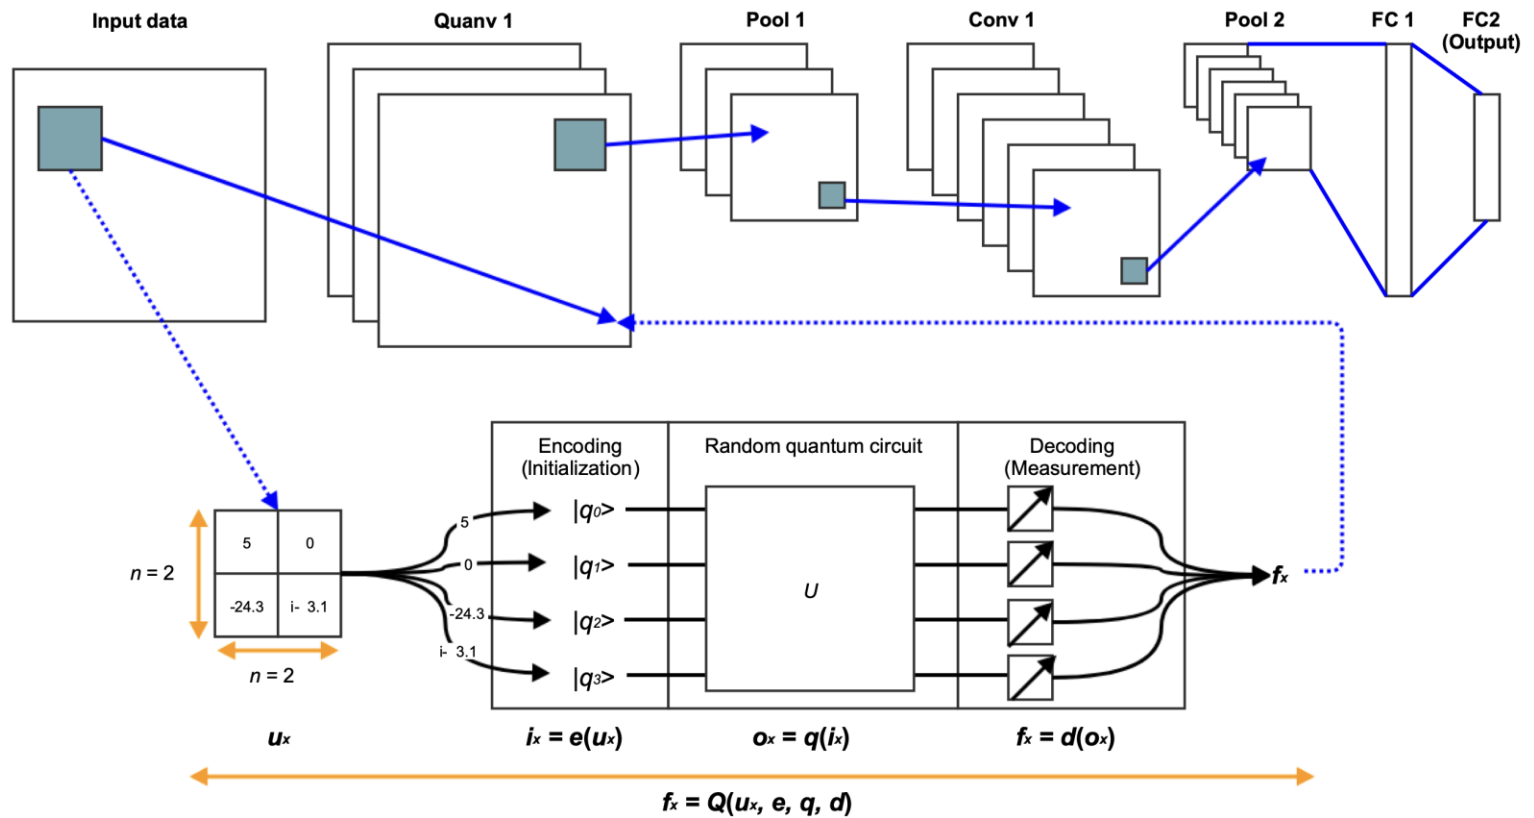 Input data
Quanv 1
Pool 1
Conv 1
Pool 2
FC 1
FC2
(Output)
Encoding
(Initialization)
Random quantum circuit
Decoding
(Measurement)
n = 2
5 0
-24.3 i- 3.1
n = 2
5
0
-24.3
i- 3.1
|q0>
|q1>
|q2>
|q3>
U
fx
ux
ix = e(ux)
ox = q(ix)
fx = d(ox)
fx = Q(ux, e, q, d)